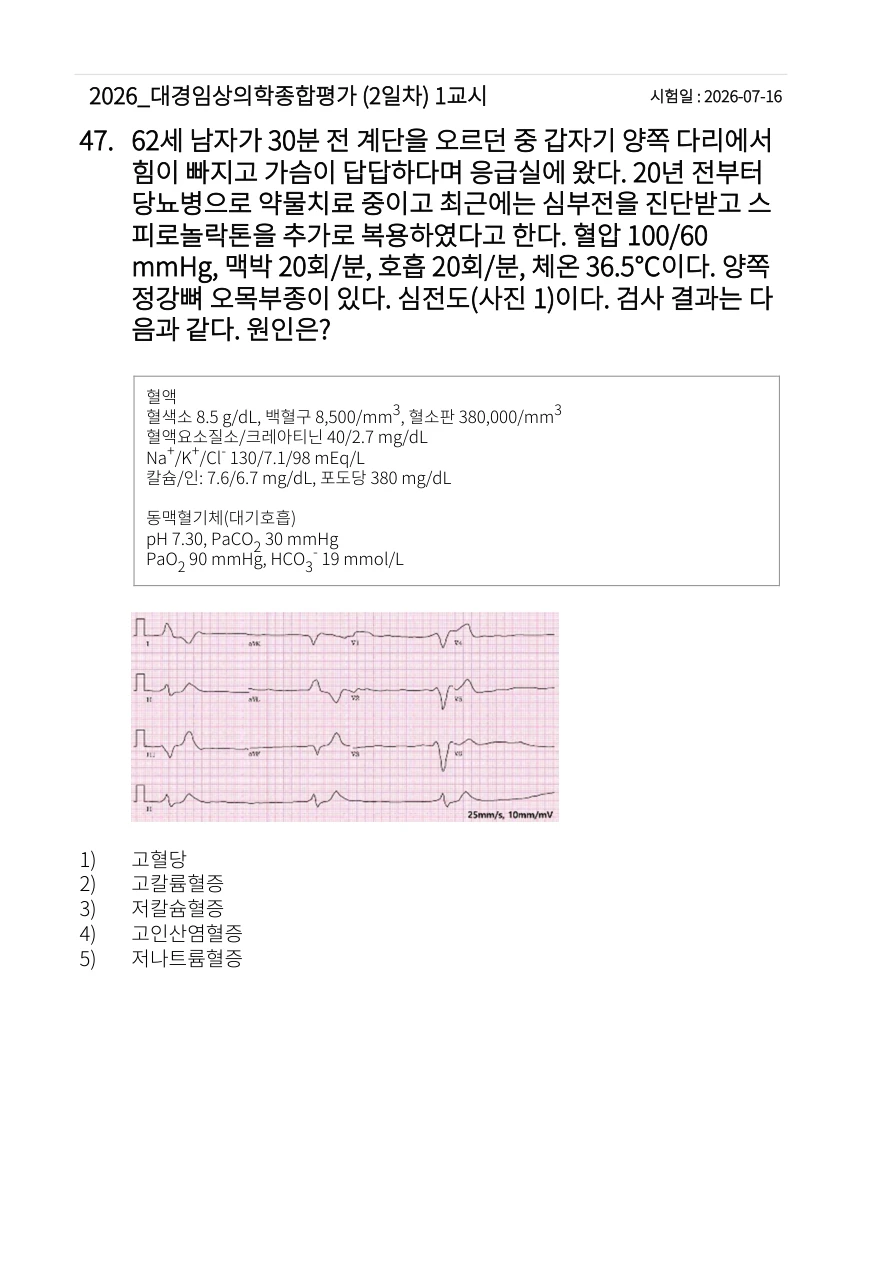 2026_대경임상의학종합평가 (2일차) 1교시
시험일 : 2026-07-16
47. 62세 남자가 30분 전 계단을 오르던 중 갑자기 양쪽 다리에서
힘이 빠지고 가슴이 답답하다며 응급실에 왔다. 20년 전부터
당뇨병으로 약물치료 중이고 최근에는 심부전을 진단받고 스
피로놀락톤을 추가로 복용하였다고 한다. 혈압 100/60
mmHg, 맥박 20회/분, 호흡 20회/분, 체온 36.5℃이다. 양쪽
정강뼈 오목부종이 있다. 심전도(사진 1)이다. 검사 결과는 다
음과 같다. 원인은?
혈액
혈색소 8.5 g/dL, 백혈구 8,500/mm³, 혈소판 380,000/mm³
혈액요소질소/크레아티닌 40/2.7 mg/dL
Na⁺/K⁺/Cl⁻ 130/7.1/98 mEq/L
칼슘/인: 7.6/6.7 mg/dL, 포도당 380 mg/dL
동맥혈기체(대기호흡)
pH 7.30, PaCO₂ 30 mmHg
PaO₂ 90 mmHg, HCO₃⁻ 19 mmol/L
I aVR V1 V4
II aVL V2 V5
III aVF V3 V6
II
25mm/s, 10mm/mV
1) 고혈당
2) 고칼륨혈증
3) 저칼슘혈증
4) 고인산염혈증
5) 저나트륨혈증